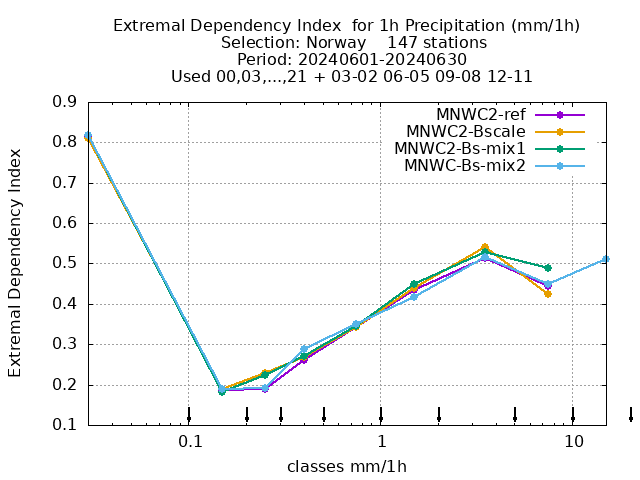 Extremal Dependency Index  for 1h Precipitation (mm/1h)
Selection: Norway    147 stations
Period: 20240601-20240630
Used 00,03,...,21 + 03-02 06-05 09-08 12-11
MNWC2-ref
MNWC2-Bscale
MNWC2-Bs-mix1
MNWC-Bs-mix2
Extremal Dependency Index
0.9
0.8
0.7
0.6
0.5
0.4
0.3
0.2
0.1
0.1 1 10
classes mm/1h